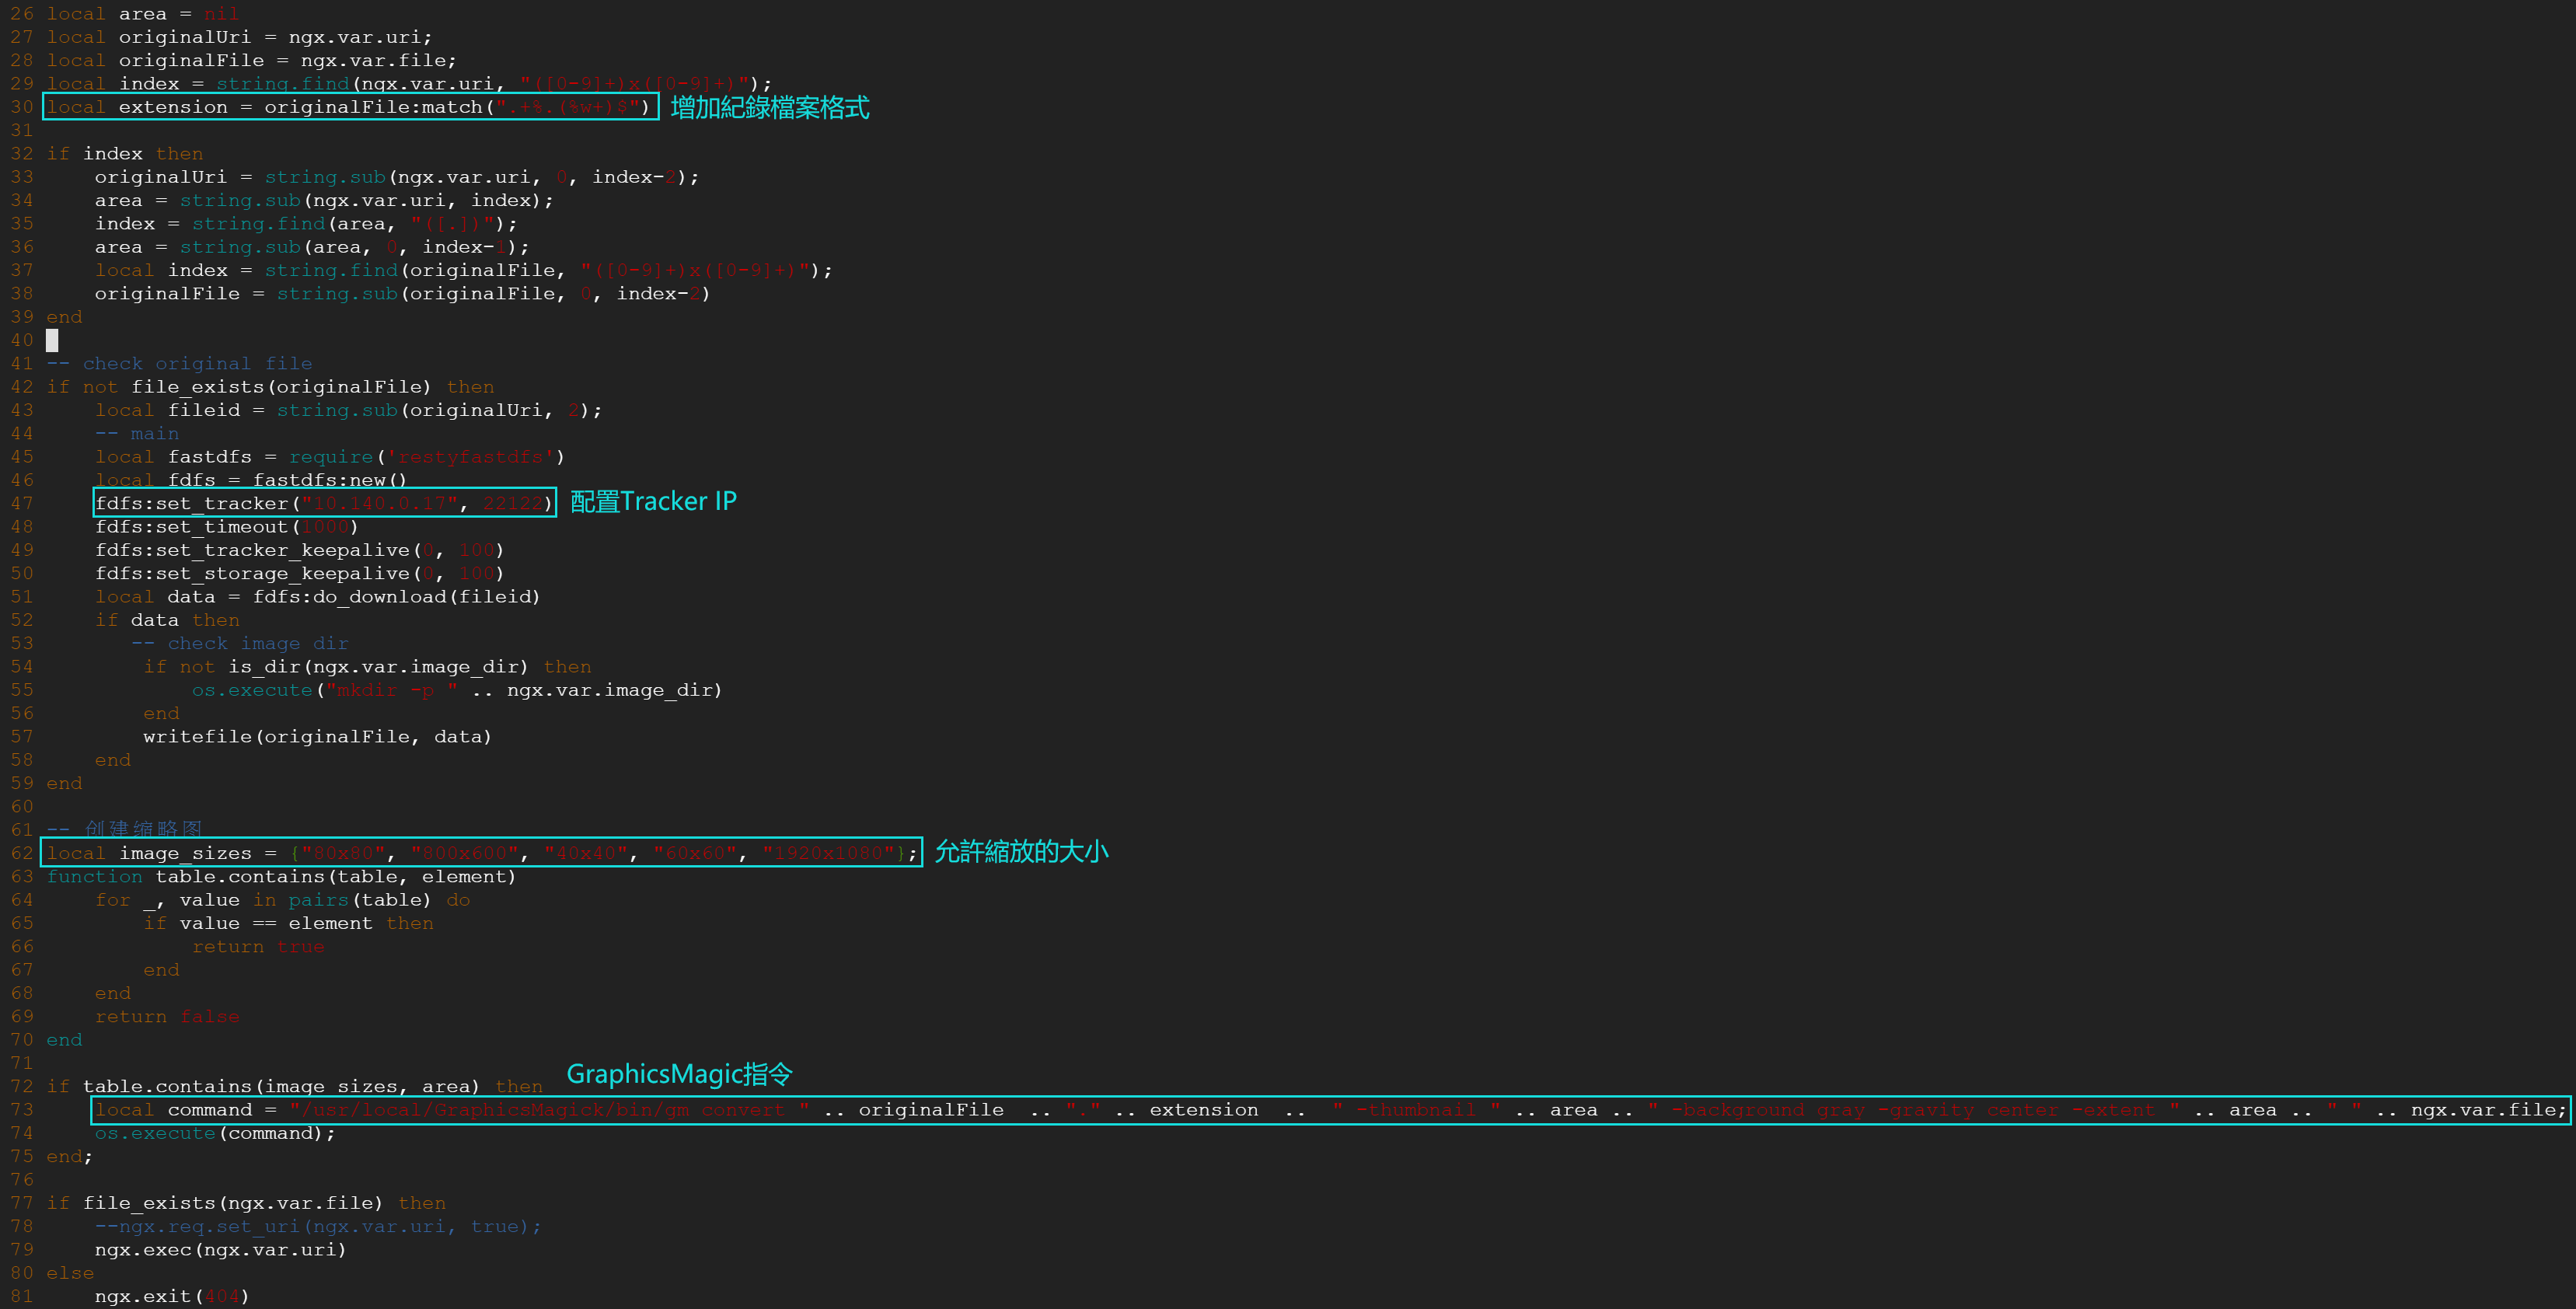 26 local area = nil
27 local originalUri = ngx.var.uri;
28 local originalFile = ngx.var.file;
29 local index = string.find(ngx.var.uri, "([0-9]+)x([0-9]+)");
30 local extension = originalFile:match(".+%.(%w+)$") 增加紀錄檔案格式
31
32 if index then
33     originalUri = string.sub(ngx.var.uri, 0, index-2);
34     area = string.sub(ngx.var.uri, index);
35     index = string.find(area, "([.])");
36     area = string.sub(area, 0, index-1);
37     local index = string.find(originalFile, "([0-9]+)x([0-9]+)");
38     originalFile = string.sub(originalFile, 0, index-2)
39 end
40
41 -- check original file
42 if not file_exists(originalFile) then
43     local fileid = string.sub(originalUri, 2);
44     -- main
45     local fastdfs = require('restyfastdfs')
46     local fdfs = fastdfs:new()
47     fdfs:set_tracker("10.140.0.17", 22122) 配置Tracker IP
48     fdfs:set_timeout(1000)
49     fdfs:set_tracker_keepalive(0, 100)
50     fdfs:set_storage_keepalive(0, 100)
51     local data = fdfs:do_download(fileid)
52     if data then
53        -- check image dir
54         if not is_dir(ngx.var.image_dir) then
55             os.execute("mkdir -p " .. ngx.var.image_dir)
56         end
57         writefile(originalFile, data)
58     end
59 end
60
61 -- 创建缩略图
62 local image_sizes = {"80x80", "800x600", "40x40", "60x60", "1920x1080"}; 允許縮放的大小
63 function table.contains(table, element)
64     for _, value in pairs(table) do
65         if value == element then
66             return true
67         end
68     end
69     return false
70 end
71
GraphicsMagic指令
72 if table.contains(image_sizes, area) then
73     local command = "/usr/local/GraphicsMagick/bin/gm convert " .. originalFile  .. "." .. extension  ..  " -thumbnail " .. area .. " -background gray -gravity center -extent " .. area .. " " .. ngx.var.file;
74     os.execute(command);
75 end;
76
77 if file_exists(ngx.var.file) then
78     --ngx.req.set_uri(ngx.var.uri, true);
79     ngx.exec(ngx.var.uri)
80 else
81     ngx.exit(404)